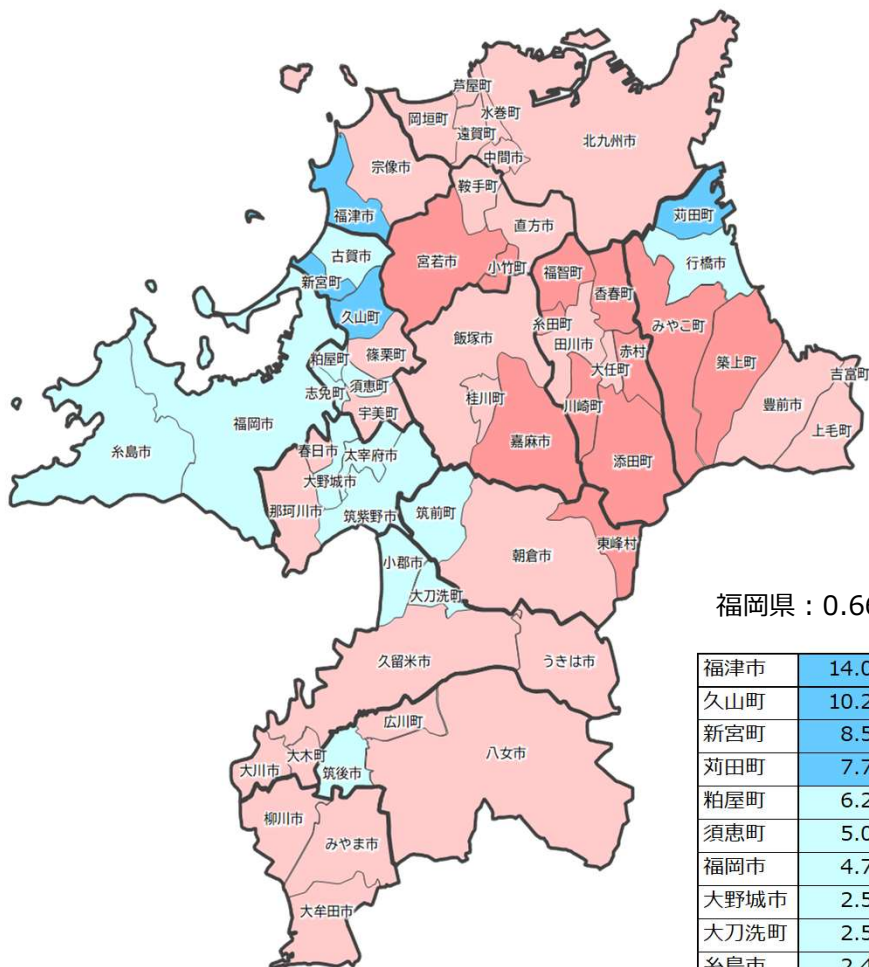 芦屋町
水巻町
岡垣町
遠賀町
北九州市
中間市
宗像市
鞍手町
苅田町
福津市
直方市
古賀市
宮若市
小竹町
福智町
行橋市
新宮町
香春町
久山町
みやこ町
糸田町
飯塚市
田川市
赤村
粕屋町
篠栗町
築上町
大任町
吉富町
志免町
須恵町
桂川町
豊前市
宇美町
川崎町
福岡市
上毛町
糸島市
嘉麻市
春日市
太宰府市
添田町
大野城市
那珂川市
筑紫野市
筑前町
東峰村
朝倉市
小郡市
大刀洗町
福岡県：0.6
久留米市
うきは市
広川町
大木町
八女市
大川市
筑後市
柳川市
みやま市
大牟田市
福津市 14.0
久山町 10.2
新宮町 8.5
苅田町 7.7
粕屋町 6.2
須恵町 5.0
福岡市 4.7
大野城市 2.5
大刀洗町 2.5
糸島市 2.4